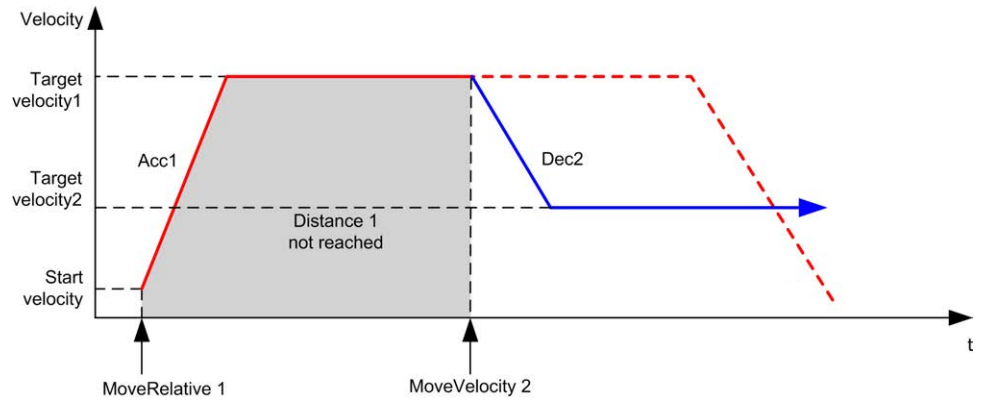 Velocity
Target
velocity1
Acc1
Dec2
Target
velocity2
Distance 1
not reached
Start
velocity
t
MoveRelative 1
MoveVelocity 2